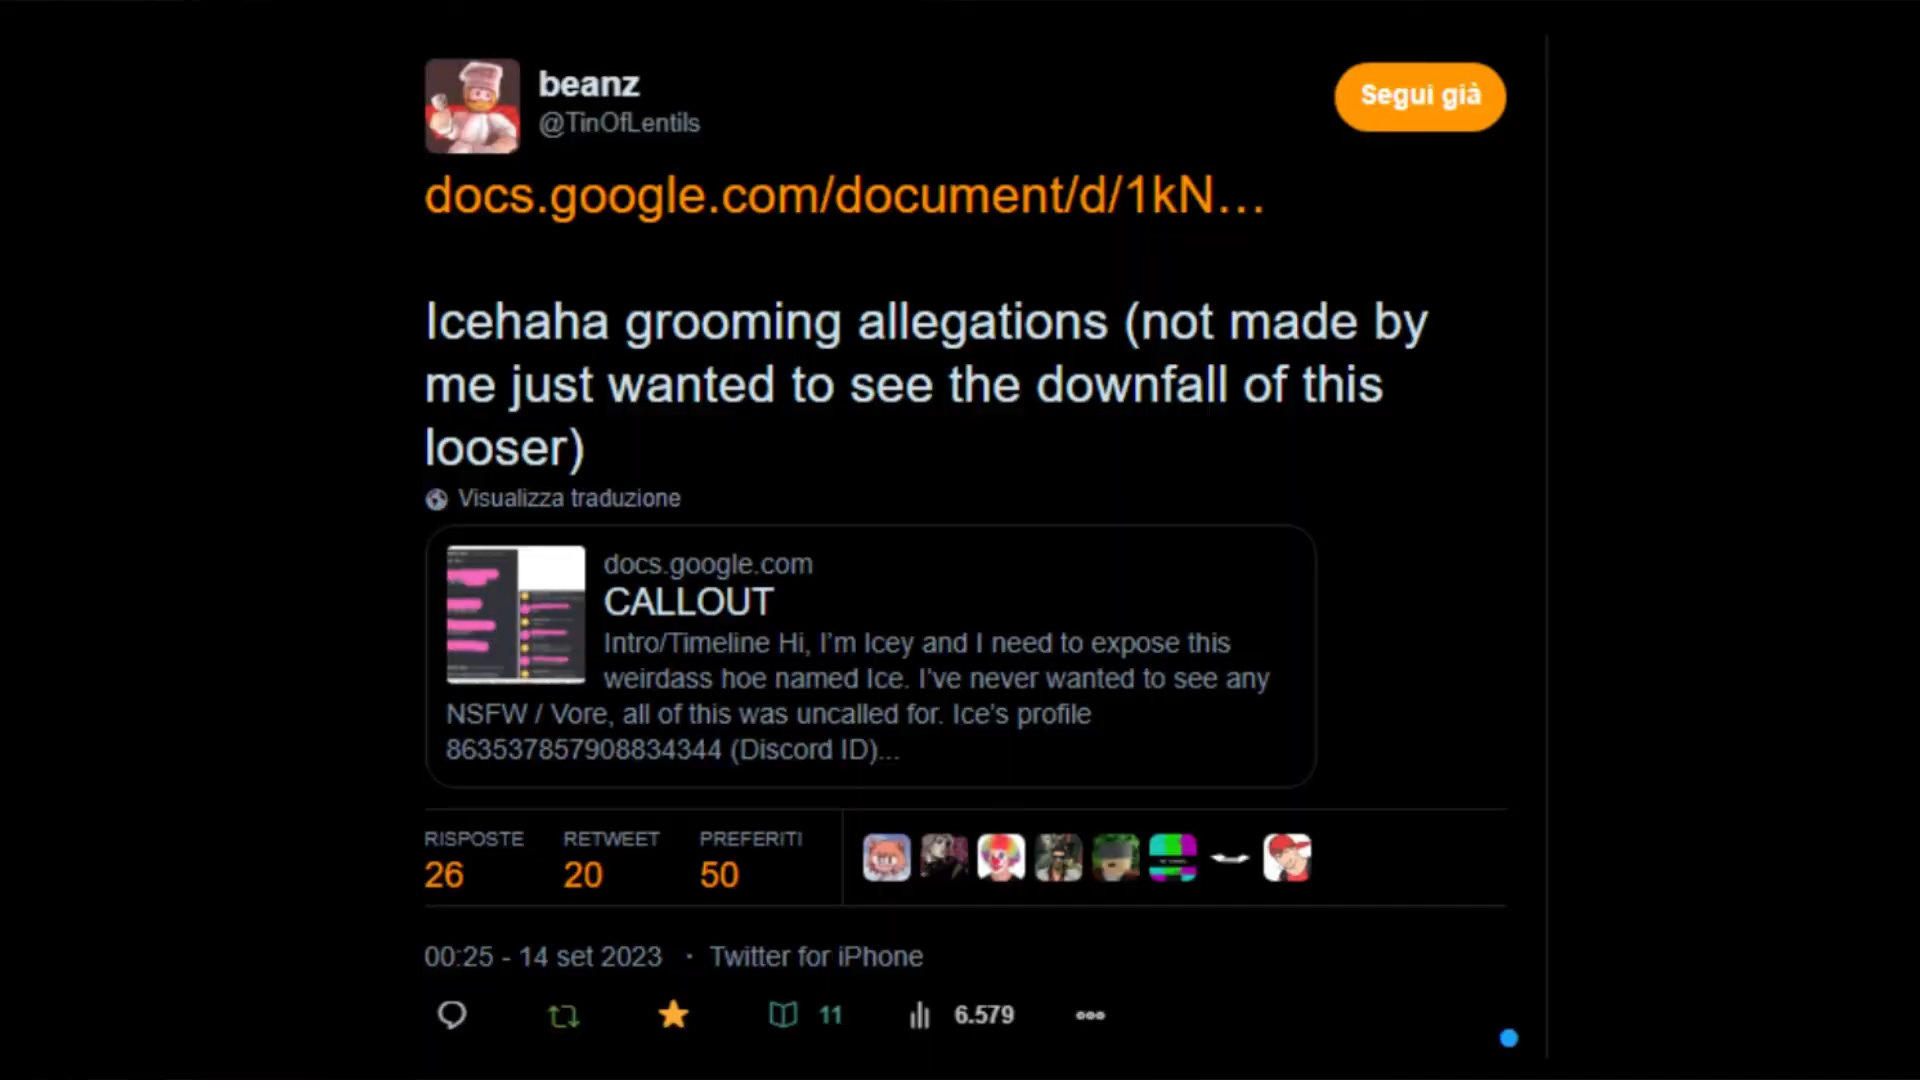 beanz
@TinOfLentils
Segui già
docs.google.com/document/d/1kN…
Icehaha grooming allegations (not made by
me just wanted to see the downfall of this
looser)
Visualizza traduzione
docs.google.com
CALLOUT
Intro/Timeline Hi, I’m Icey and I need to expose this
weirdass hoe named Ice. I’ve never wanted to see any
NSFW / Vore, all of this was uncalled for. Ice’s profile
863537857908834344 (Discord ID)...
RISPOSTE RETWEET PREFERITI
26 20 50
00:25 - 14 set 2023 · Twitter for iPhone
11 6.579